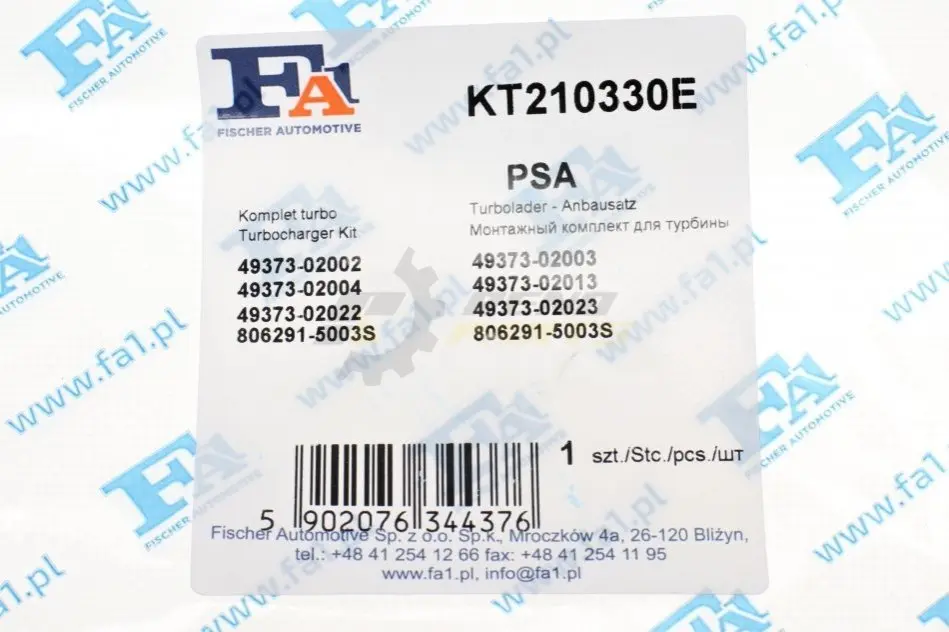 FA1
FISCHER AUTOMOTIVE
KT210330E
PSA
Komplet turbo
Turbocharger Kit
Turbolader - Anbausatz
Монтажный комплект для турбины
49373-02002
49373-02004
49373-02022
806291-5003S
49373-02003
49373-02013
49373-02023
806291-5003S
1 szt./Stc./pcs./шт
5 902076 344376
Fischer Automotive Sp. z o.o. Sp.k., Mroczków 4a, 26-120 Bliżyn,
tel.: +48 41 254 12 66 fax: +48 41 254 11 95
www.fa1.pl, info@fa1.pl
FA1
FISCHER AUTOMOTIVE
www.fa1.pl